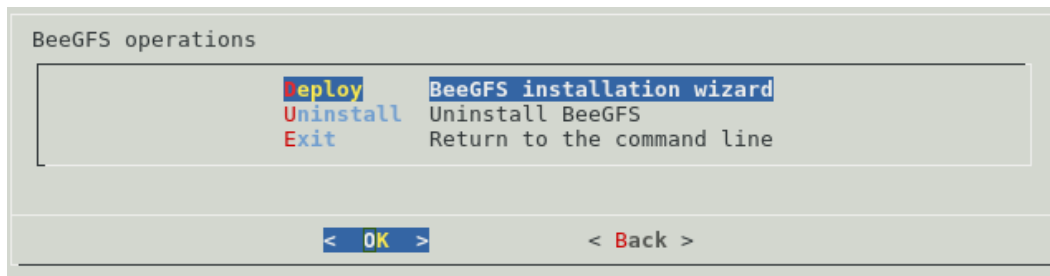 BeeGFS operations
Deploy BeeGFS installation wizard
Uninstall Uninstall BeeGFS
Exit Return to the command line
< OK > < Back >